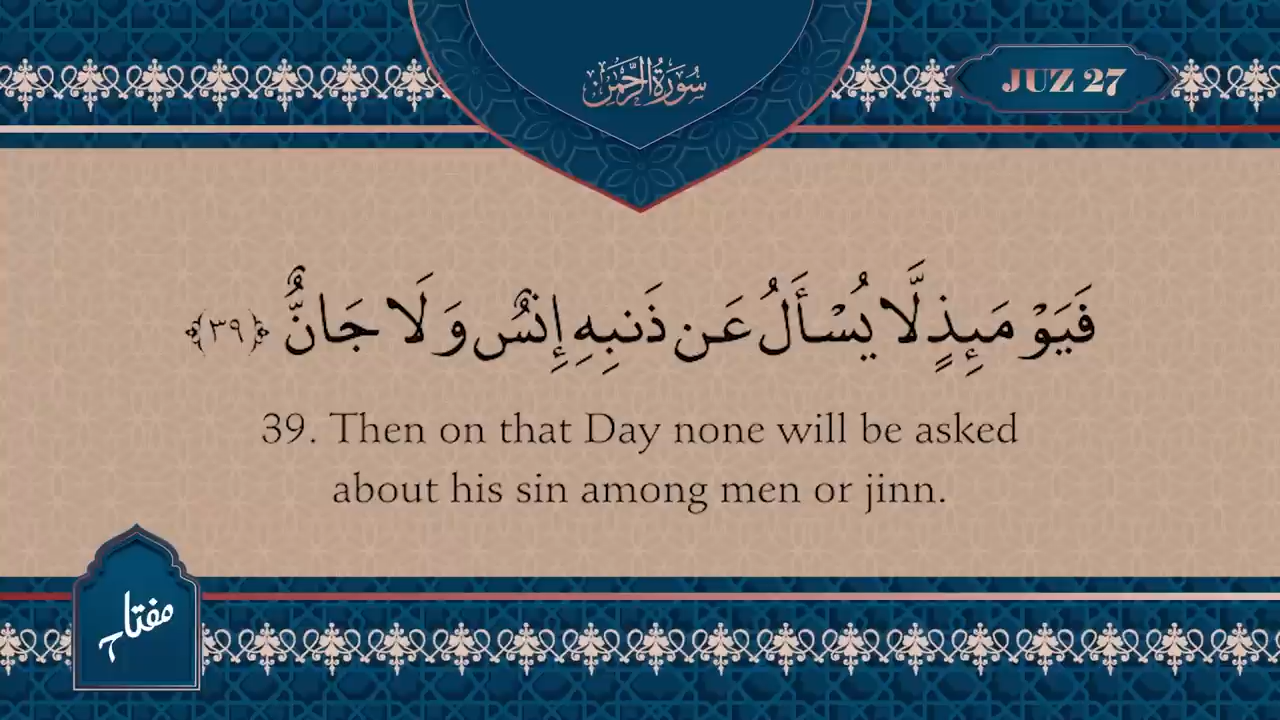 سُورَةُ الرَّحْمٰن
JUZ 27
فَيَوْمَئِذٍ لَّا يُسْأَلُ عَن ذَنبِهِ إِنسٌ وَلَا جَانٌّ ﴿٣٩﴾
39. Then on that Day none will be asked
about his sin among men or jinn.
مفتاح